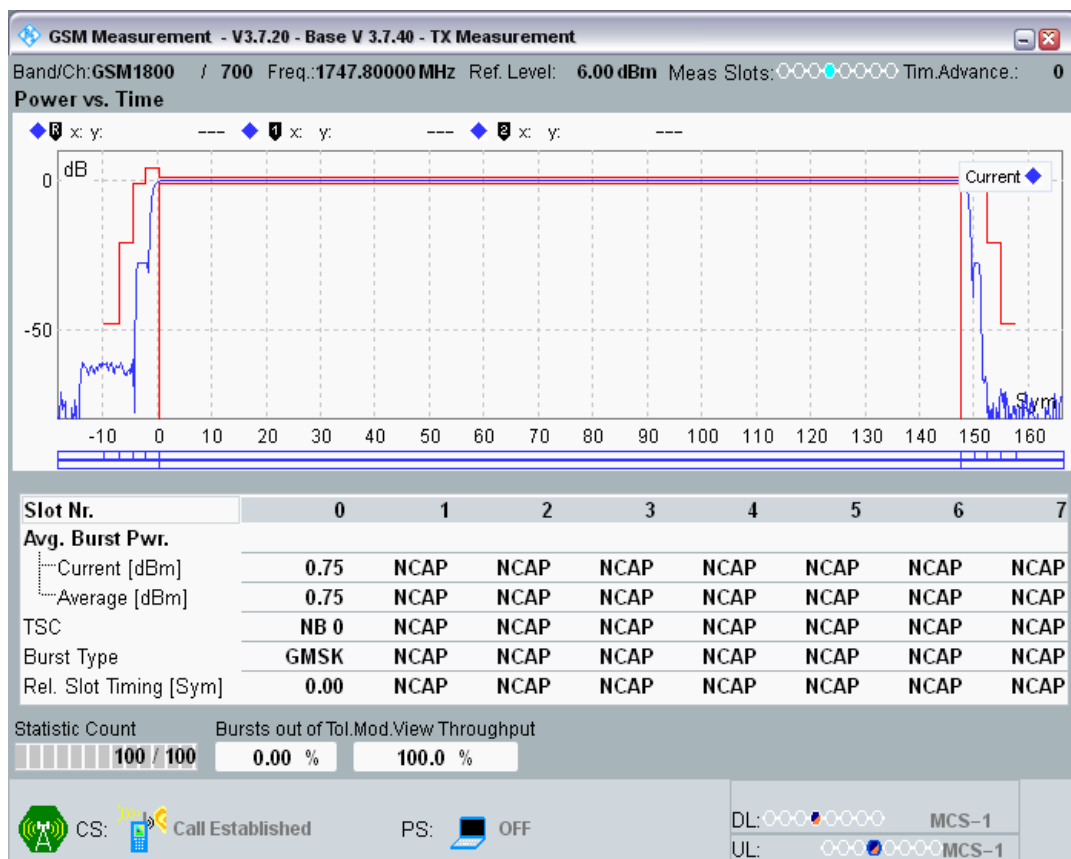 GSM Measurement - V3.7.20 - Base V 3.7.40 - TX Measurement
Band/Ch:GSM1800 / 700 Freq.:1747.80000 MHz Ref. Level: 6.00 dBm Meas Slots: Tim.Advance.: 0
Power vs. Time
R x: y: --- 1 x: y: --- 2 x: y: ---
dB
Current
0
-50
Sym
-10 0 10 20 30 40 50 60 70 80 90 100 110 120 130 140 150 160
Slot Nr. 0 1 2 3 4 5 6 7
Avg. Burst Pwr.
Current [dBm] 0.75 NCAP NCAP NCAP NCAP NCAP NCAP NCAP
Average [dBm] 0.75 NCAP NCAP NCAP NCAP NCAP NCAP NCAP
TSC NB 0 NCAP NCAP NCAP NCAP NCAP NCAP NCAP
Burst Type GMSK NCAP NCAP NCAP NCAP NCAP NCAP NCAP
Rel. Slot Timing [Sym] 0.00 NCAP NCAP NCAP NCAP NCAP NCAP NCAP
Statistic Count Bursts out of Tol.Mod.View Throughput
100 / 100 0.00 % 100.0 %
CS: Call Established PS: OFF
DL: MCS-1
UL: MCS-1